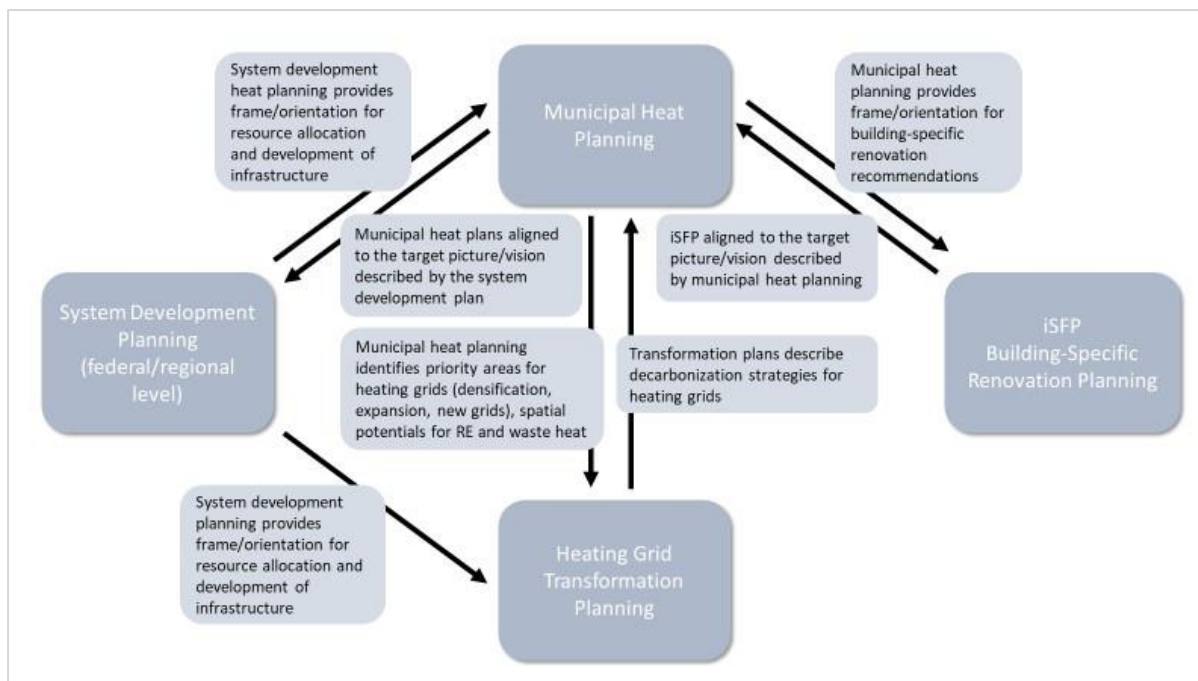 System development
heat planning provides
frame/orientation for
resource allocation
and development of
infrastructure
Municipal Heat
Planning
Municipal heat
planning provides
frame/orientation for
building-specific
renovation
recommendations
Municipal heat plans aligned
to the target picture/vision
described by the system
development plan
iSFP aligned to the target
picture/vision described
by municipal heat planning
System Development
Planning
(federal/regional
level)
iSFP
Building-Specific
Renovation Planning
Municipal heat planning
identifies priority areas for
heating grids (densification,
expansion, new grids), spatial
potentials for RE and waste heat
Transformation plans describe
decarbonization strategies for
heating grids
System development
planning provides
frame/orientation for
resource allocation and
development of
infrastructure
Heating Grid
Transformation
Planning